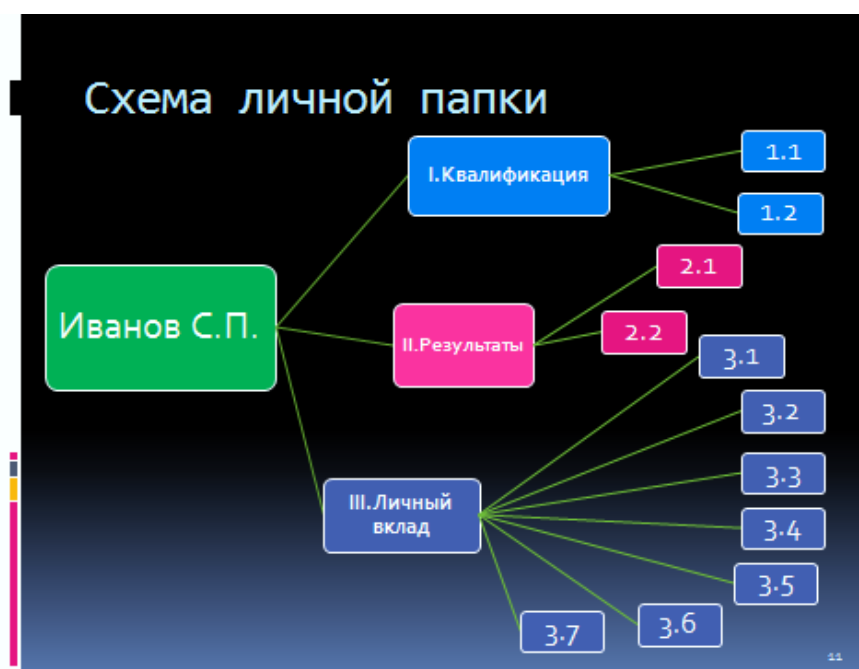 Схема личной папки
I.Квалификация
1.1
1.2
Иванов С.П.
II.Результаты
2.1
2.2
III.Личный
вклад
3.1
3.2
3.3
3.4
3.5
3.6
3.7
11